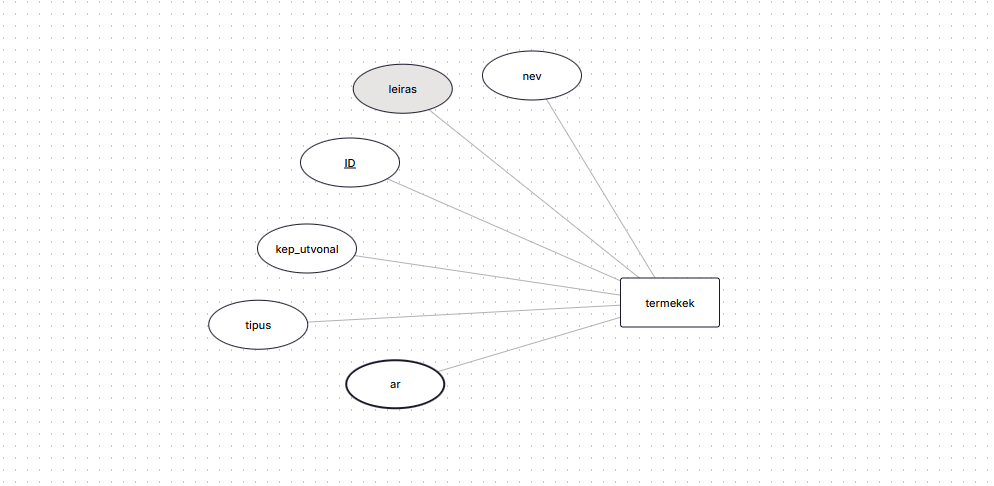 nev
leiras
ID
kep_utvonal
termekek
tipus
ar